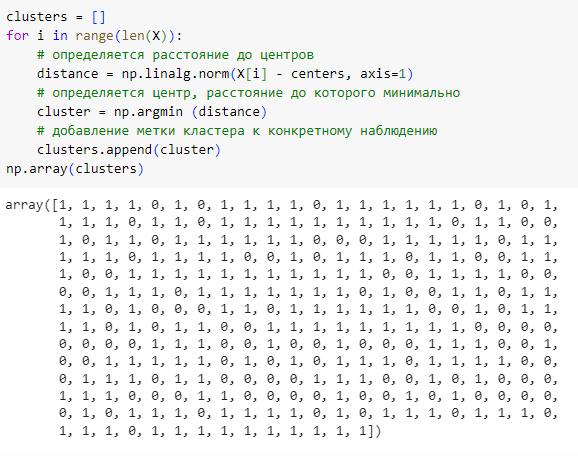 clusters = []
for i in range(len(X)):
    # определяется расстояние до центров
    distance = np.linalg.norm(X[i] - centers, axis=1)
    # определяется центр, расстояние до которого минимально
    cluster = np.argmin (distance)
    # добавление метки кластера к конкретному наблюдению
    clusters.append(cluster)
np.array(clusters)
array([1, 1, 1, 1, 0, 1, 0, 1, 1, 1, 1, 0, 1, 1, 1, 1, 1, 1, 0, 1, 0, 1,
       1, 1, 1, 0, 1, 1, 0, 1, 1, 1, 1, 1, 1, 1, 1, 1, 1, 0, 1, 1, 0, 0,
       1, 0, 1, 1, 0, 1, 1, 1, 1, 1, 1, 0, 0, 0, 1, 1, 1, 1, 1, 0, 1, 1,
       1, 1, 1, 0, 1, 1, 1, 1, 0, 0, 1, 0, 1, 1, 1, 0, 1, 1, 0, 0, 1, 1,
       1, 0, 0, 1, 1, 1, 1, 1, 1, 1, 1, 1, 1, 1, 0, 0, 1, 1, 1, 1, 0, 0,
       0, 0, 1, 1, 1, 0, 1, 1, 1, 1, 1, 1, 1, 0, 1, 0, 0, 1, 1, 0, 1, 1,
       1, 1, 0, 1, 0, 0, 0, 1, 1, 0, 1, 1, 1, 1, 1, 1, 0, 0, 1, 0, 1, 1,
       1, 1, 0, 1, 0, 1, 1, 0, 0, 1, 1, 1, 1, 1, 1, 1, 1, 1, 0, 0, 0, 0,
       0, 0, 0, 0, 1, 1, 1, 0, 0, 1, 0, 0, 1, 0, 0, 0, 1, 1, 1, 0, 0, 1,
       0, 0, 1, 1, 1, 1, 1, 0, 1, 0, 1, 0, 1, 1, 1, 0, 1, 1, 1, 1, 0, 0,
       0, 1, 1, 1, 0, 1, 1, 0, 0, 0, 0, 1, 1, 1, 0, 0, 1, 0, 1, 0, 0, 0,
       1, 1, 1, 0, 0, 0, 1, 1, 0, 0, 0, 0, 1, 0, 0, 1, 0, 1, 0, 0, 0, 0,
       0, 1, 0, 1, 1, 1, 0, 1, 1, 1, 1, 0, 1, 0, 1, 1, 1, 0, 1, 1, 1, 0,
       1, 1, 1, 0, 1, 1, 1, 1, 1, 1, 1, 1, 1, 1])